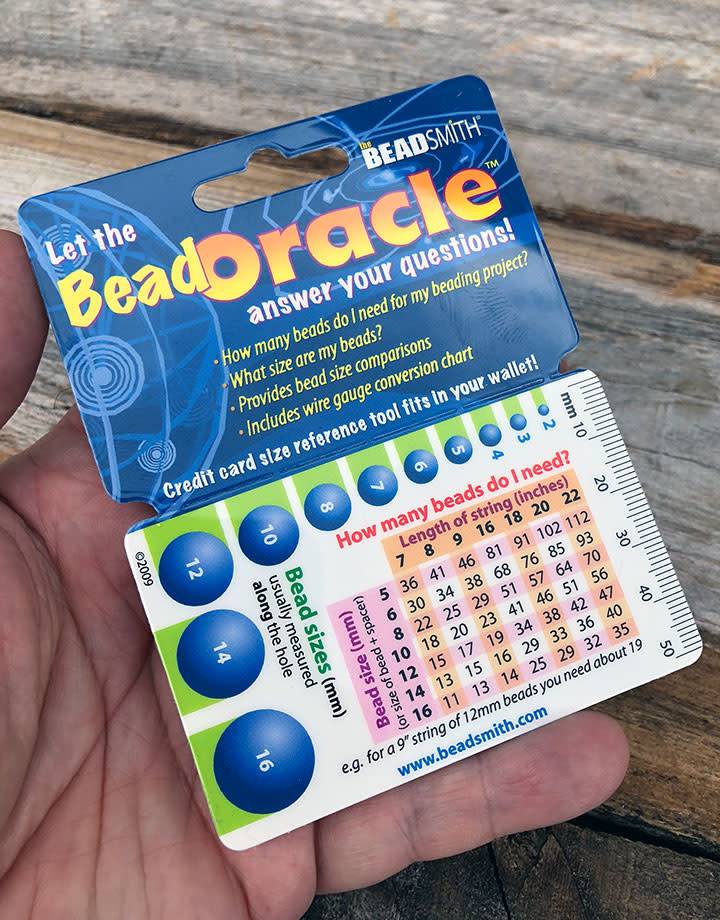 the BEADSMITH®
Let the
BeadOracle™
answer your questions!
• How many beads do I need for my beading project?
• What size are my beads?
• Provides bead size comparisons
• Includes wire gauge conversion chart
Credit card size reference tool fits in your wallet!
©2009
12 10 8 7 6 5 4 3 2
14
16
mm 10 20 30 40 50
Bead sizes (mm)
usually measured
along the hole
How many beads do I need?
Length of string (inches)
7 8 9 16 18 20 22
Bead size (mm)
(or size of bead + spacer)
5 36 41 46 81 91 102 112
6 30 34 38 68 76 85 93
8 22 25 29 51 57 64 70
10 18 20 23 41 46 51 56
12 15 17 19 34 38 42 47
14 13 15 16 29 33 36 40
16 11 13 14 25 29 32 35
e.g. for a 9" string of 12mm beads you need about 19
www.beadsmith.com